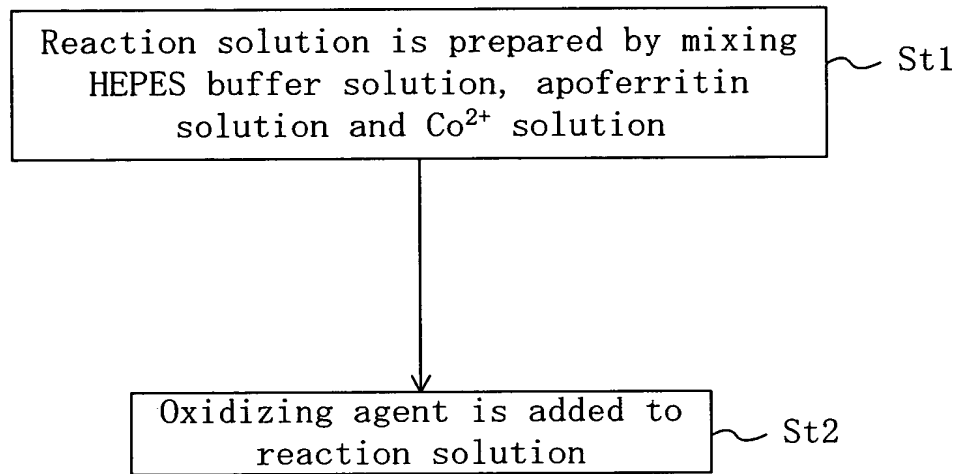 Reaction solution is prepared by mixing
HEPES buffer solution, apoferritin
solution and Co²⁺ solution
St1
Oxidizing agent is added to
reaction solution
St2